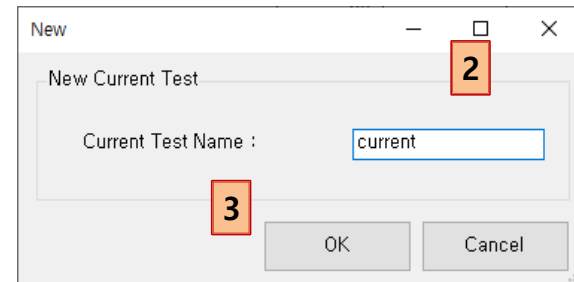 New
2
New Current Test
Current Test Name :
current
3
OK
Cancel